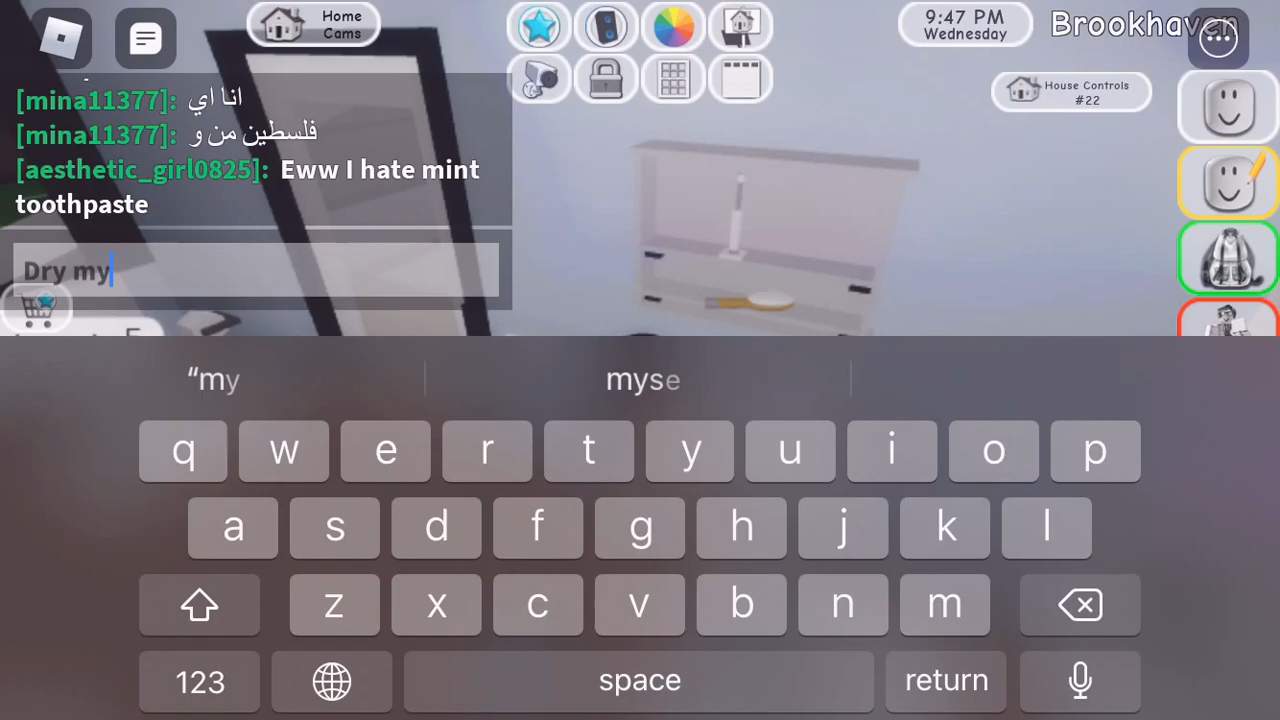 Home
Cams
9:47 PM
Wednesday
Brookhaven
House Controls
#22
[mina11377]: انا اي
[mina11377]: فلسطين من و
[aesthetic_girl0825]: Eww I hate mint
toothpaste
Dry my
“my
myse
q w e r t y u i o p
a s d f g h j k l
z x c v b n m
123
space
return